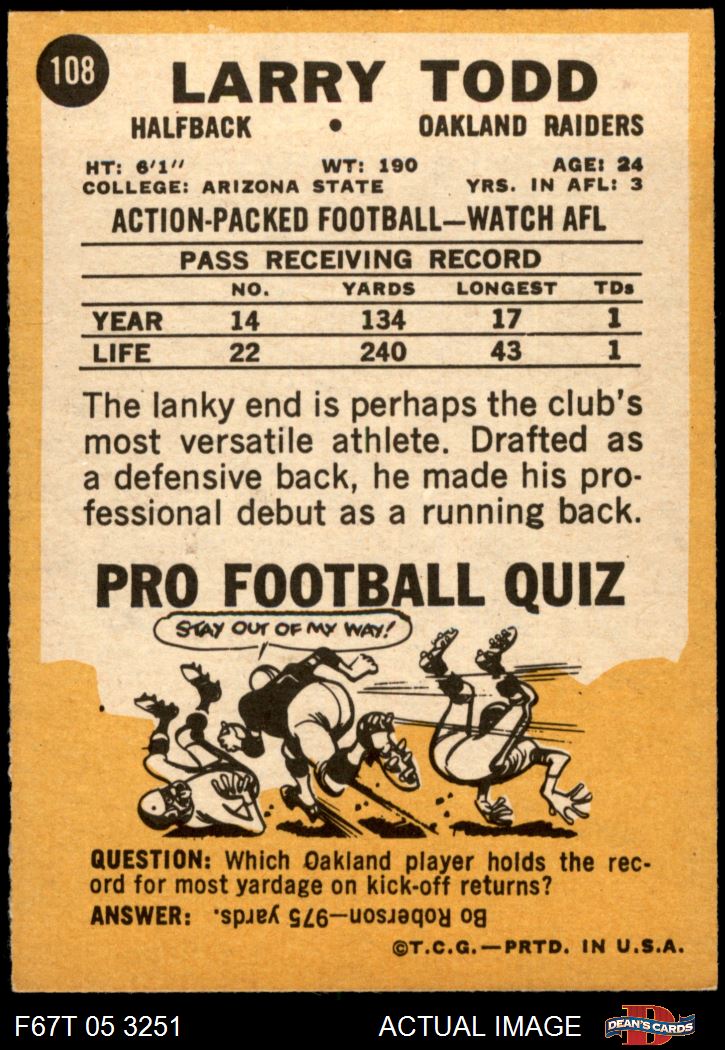 108
LARRY TODD
HALFBACK • OAKLAND RAIDERS
HT: 6'1" WT: 190 AGE: 24
COLLEGE: ARIZONA STATE YRS. IN AFL: 3
ACTION-PACKED FOOTBALL—WATCH AFL
PASS RECEIVING RECORD
NO. YARDS LONGEST TDs
YEAR 14 134 17 1
LIFE 22 240 43 1
The lanky end is perhaps the club's
most versatile athlete. Drafted as
a defensive back, he made his pro-
fessional debut as a running back.
PRO FOOTBALL QUIZ
STAY OUT OF MY WAY!
QUESTION: Which Oakland player holds the rec-
ord for most yardage on kick-off returns?
ANSWER: Bo Roberson—975 yards.
©T.C.G.—PRTD. IN U.S.A.
F67T 05 3251 ACTUAL IMAGE DEAN'S CARDS